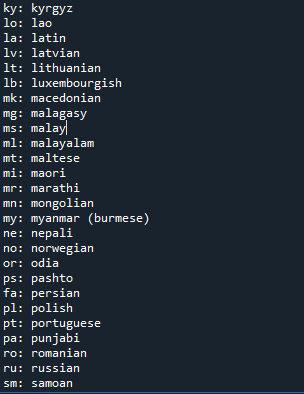 ky: kyrgyz
lo: lao
la: latin
lv: latvian
lt: lithuanian
lb: luxembourgish
mk: macedonian
mg: malagasy
ms: malay
ml: malayalam
mt: maltese
mi: maori
mr: marathi
mn: mongolian
my: myanmar (burmese)
ne: nepali
no: norwegian
or: odia
ps: pashto
fa: persian
pl: polish
pt: portuguese
pa: punjabi
ro: romanian
ru: russian
sm: samoan